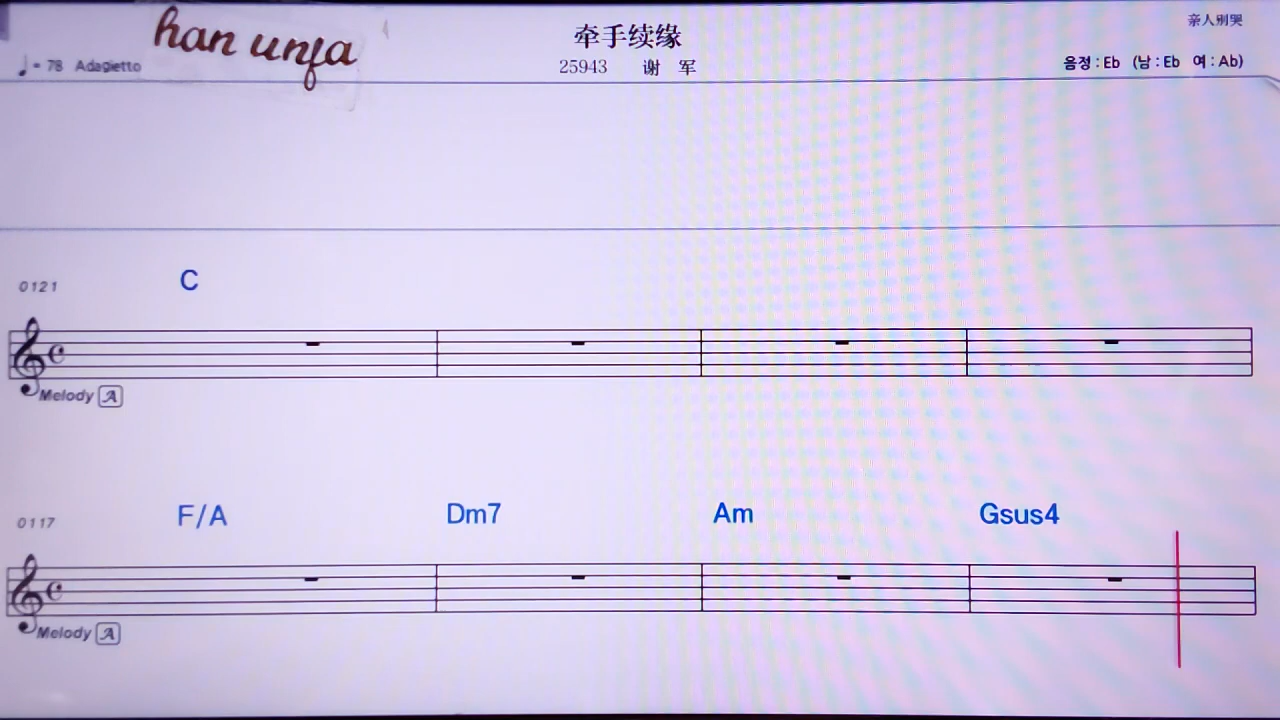 han unja
牵手续缘
亲人别哭
♩= 78 Adagietto
25943 谢 军
음정 : Eb (남 : Eb 여 : Ab)
0121 C
Melody A
0117 F/A Dm7 Am Gsus4
Melody A